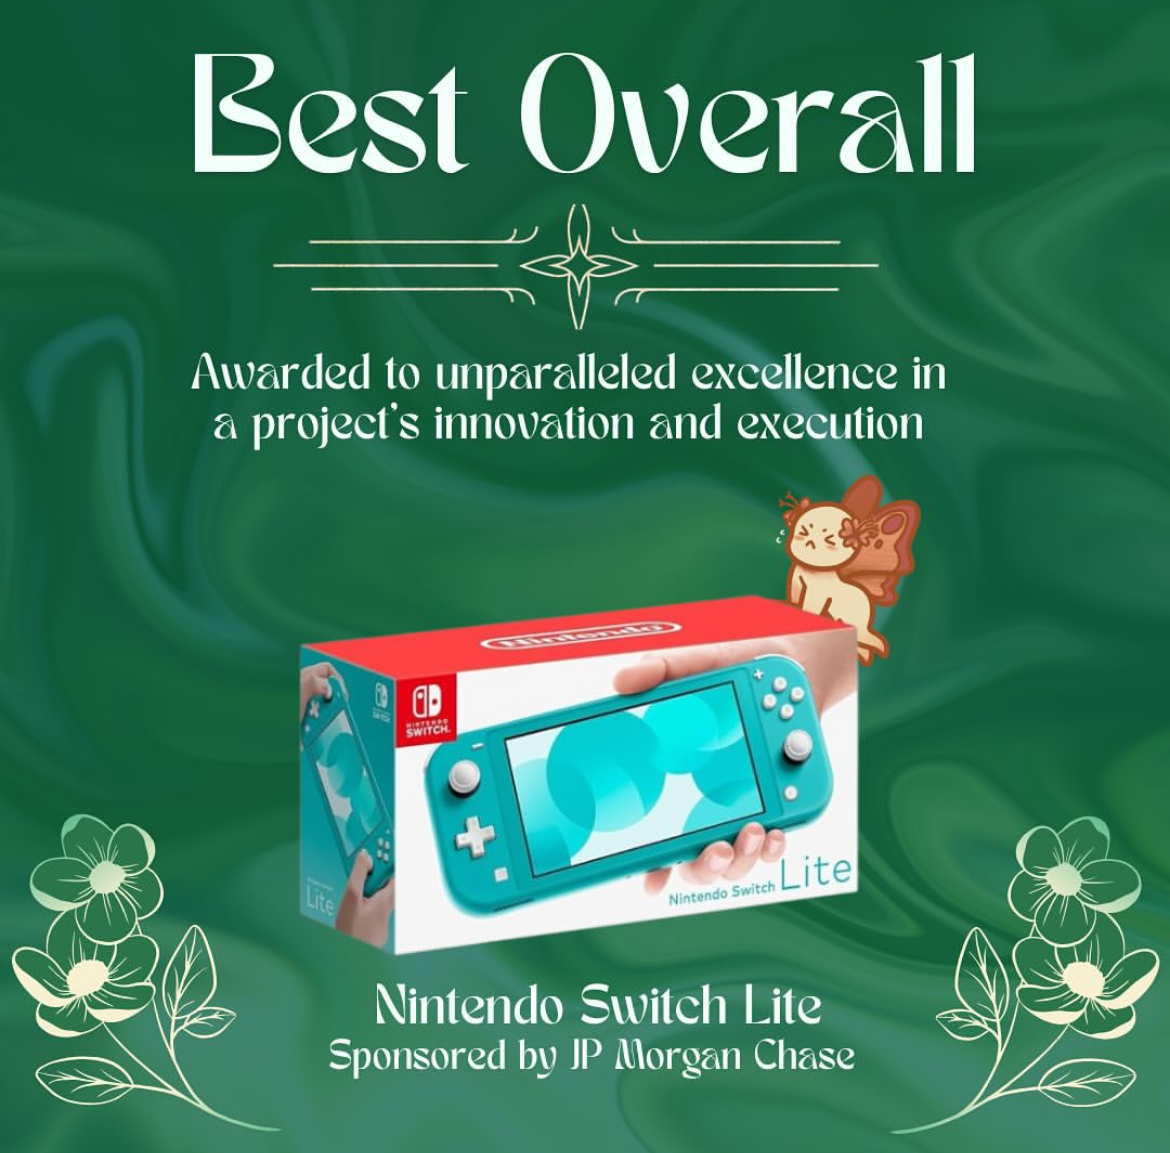 Best Overall
Awarded to unparalleled excellence in
a project's innovation and execution
Nintendo
NINTENDO
SWITCH.
Nintendo Switch Lite
Lite
Nintendo Switch Lite
Sponsored by JP Morgan Chase